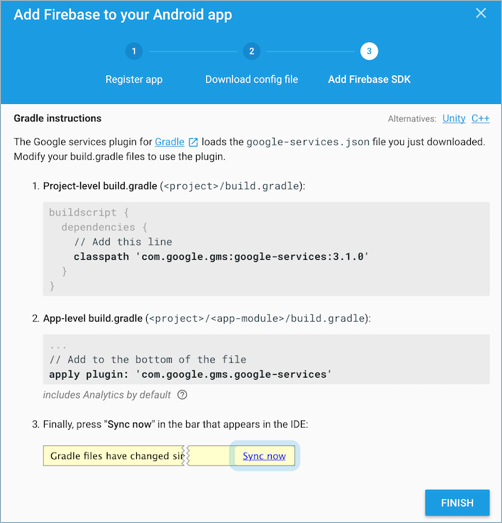 Add Firebase to your Android app
1
2
3
Register app
Download config file
Add Firebase SDK
Gradle instructions
Alternatives: Unity C++
The Google services plugin for Gradle loads the google-services.json file you just downloaded.
Modify your build.gradle files to use the plugin.
1. Project-level build.gradle (<project>/build.gradle):
buildscript {
dependencies {
// Add this line
classpath 'com.google.gms:google-services:3.1.0'
}
}
2. App-level build.gradle (<project>/<app-module>/build.gradle):
...
// Add to the bottom of the file
apply plugin: 'com.google.gms.google-services'
includes Analytics by default ?
3. Finally, press "Sync now" in the bar that appears in the IDE:
Gradle files have changed sin Sync now
FINISH